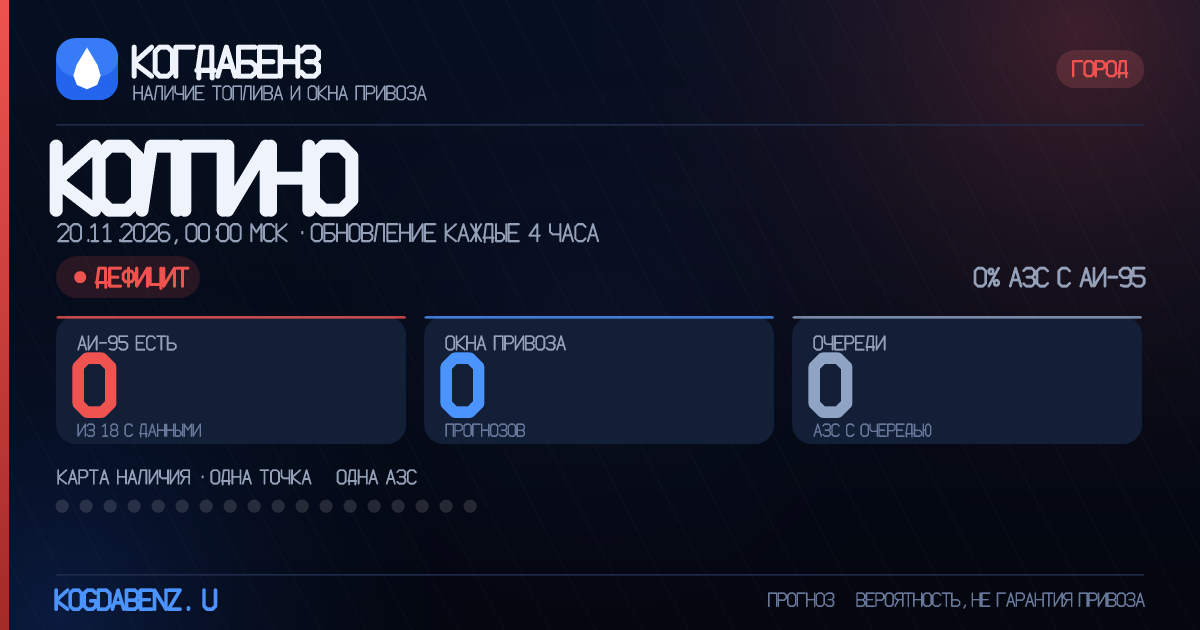 КОГДАБЕНЗ
НАЛИЧИЕ ТОПЛИВА И ОКНА ПРИВОЗА
ГОРОД
КОЛПИНО
20.11.2026, 00:00 МСК · ОБНОВЛЕНИЕ КАЖДЫЕ 4 ЧАСА
ДЕФИЦИТ
0% АЗС С АИ-95
АИ-95 ЕСТЬ
0
ИЗ 18 С ДАННЫМИ
ОКНА ПРИВОЗА
0
ПРОГНОЗОВ
ОЧЕРЕДИ
0
АЗС С ОЧЕРЕДЬЮ
КАРТА НАЛИЧИЯ · ОДНА ТОЧКА ОДНА АЗС
KOGDABENZ. U
ПРОГНОЗ ВЕРОЯТНОСТЬ, НЕ ГАРАНТИЯ ПРИВОЗА